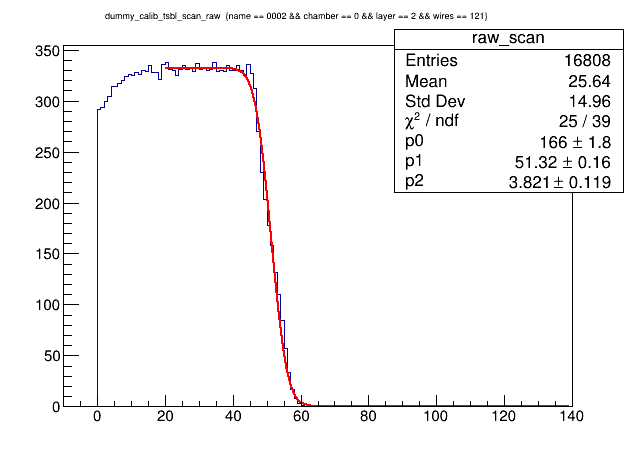 dummy_calib_tsbl_scan_raw (name == 0002 && chamber == 0 && layer == 2 && wires == 121)
raw_scan
Entries 16808
Mean 25.64
Std Dev 14.96
χ² / ndf 25 / 39
p0 166 ± 1.8
p1 51.32 ± 0.16
p2 3.821 ± 0.119
350
300
250
200
150
100
50
0
0 20 40 60 80 100 120 140